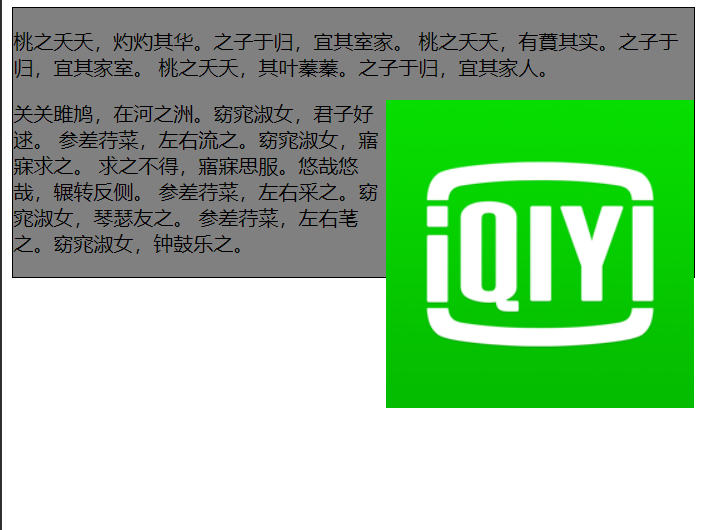 桃之夭夭，灼灼其华。之子于归，宜其室家。 桃之夭夭，有蕡其实。之子于
归，宜其家室。 桃之夭夭，其叶蓁蓁。之子于归，宜其家人。
关关雎鸠，在河之洲。窈窕淑女，君子好
逑。 参差荇菜，左右流之。窈窕淑女，寤
寐求之。 求之不得，寤寐思服。悠哉悠
哉，辗转反侧。 参差荇菜，左右采之。窈
窕淑女，琴瑟友之。 参差荇菜，左右芼
之。窈窕淑女，钟鼓乐之。
iQIYI